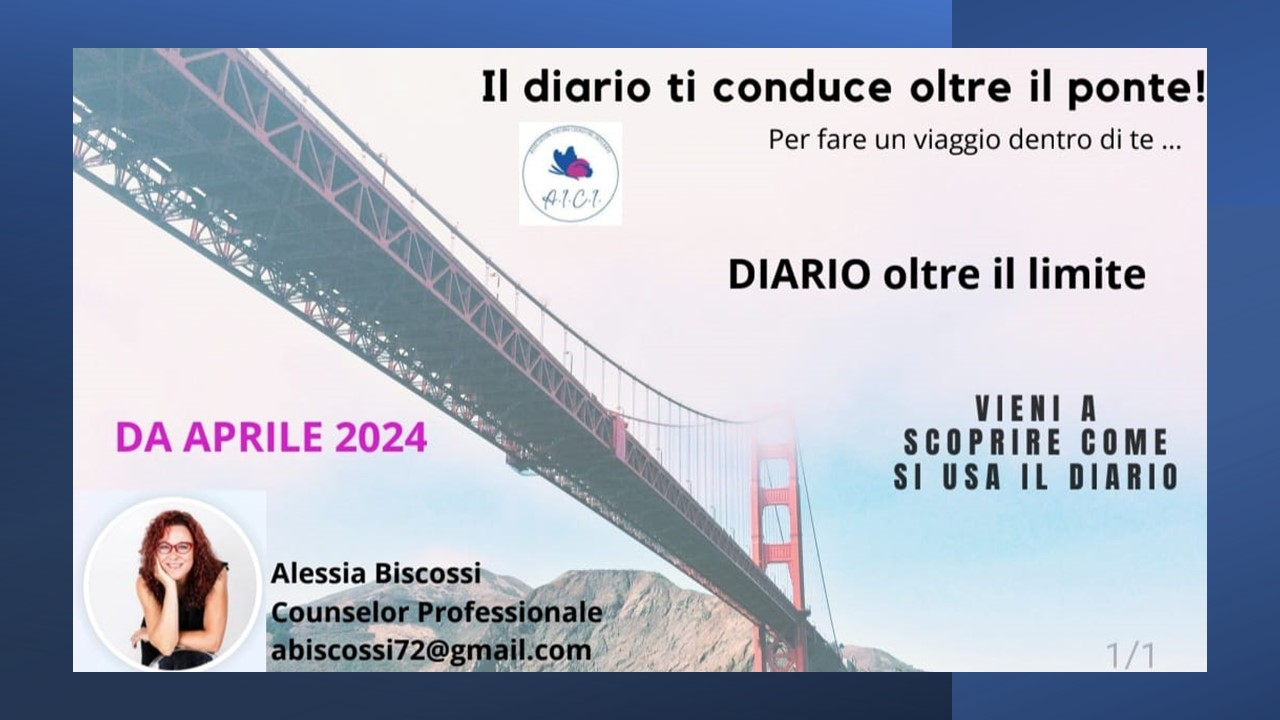 Il diario ti conduce oltre il ponte!
Per fare un viaggio dentro di te ...
A.I.C.I.
DIARIO oltre il limite
VIENI A
SCOPRIRE COME
SI USA IL DIARIO
DA APRILE 2024
Alessia Biscossi
Counselor Professionale
abiscossi72@gmail.com
1/1